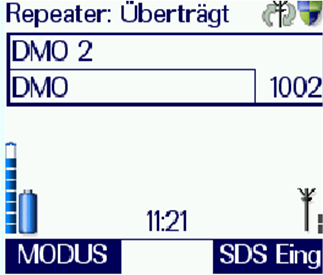 Repeater: Überträgt
DMO 2
DMO 1002
11:21
MODUS SDS Eing